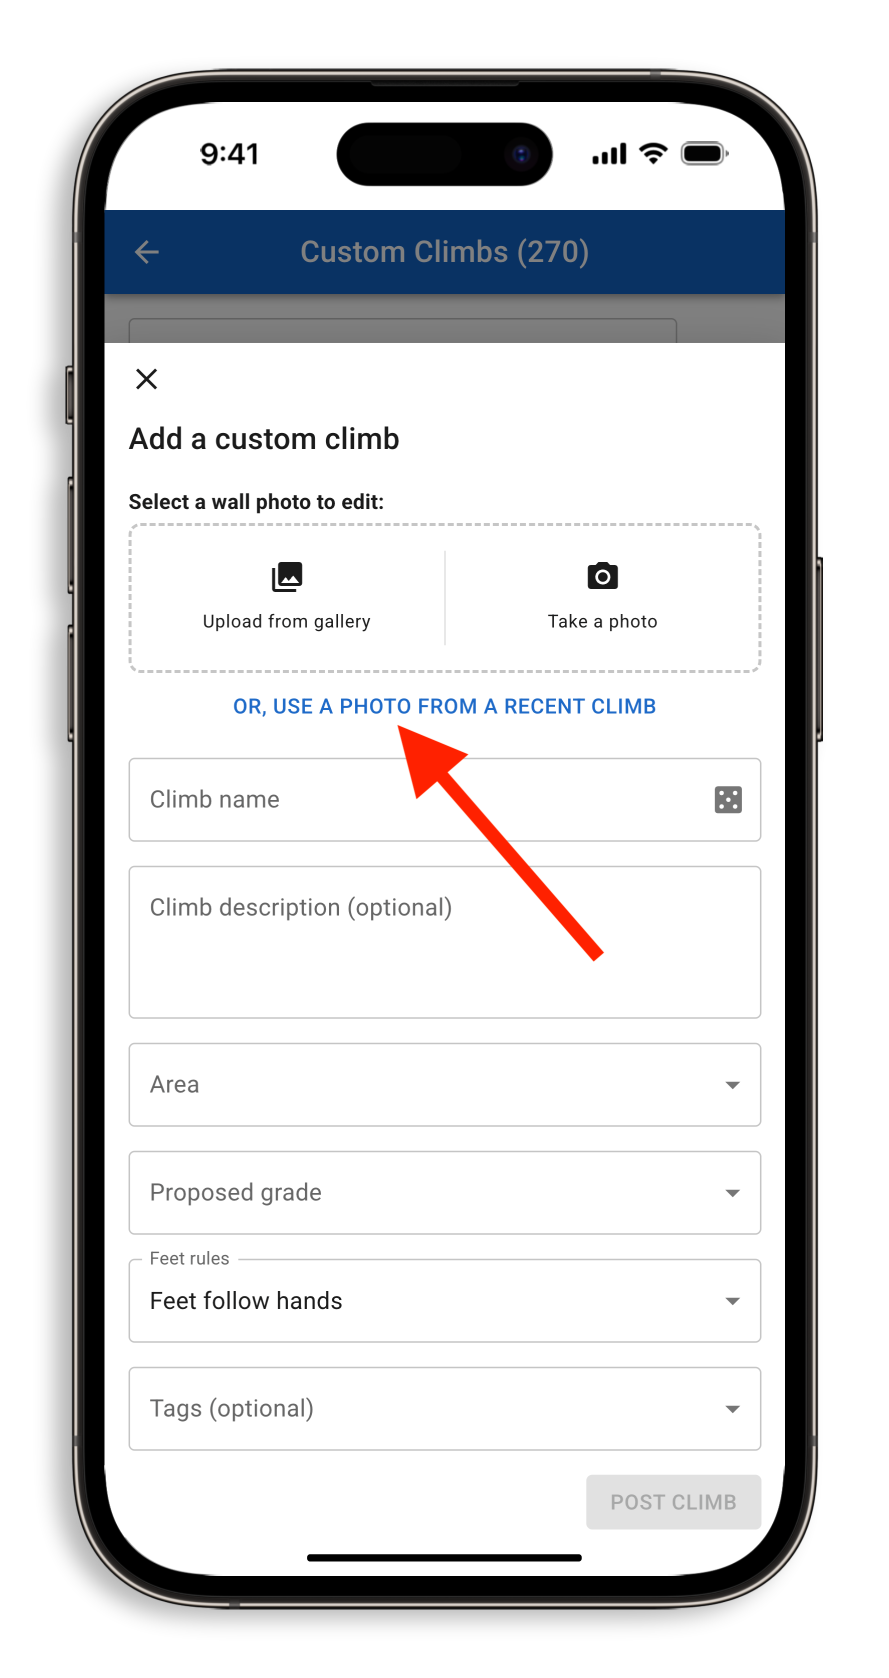 9:41
Custom Climbs (270)
Add a custom climb
Select a wall photo to edit:
Upload from gallery
Take a photo
OR, USE A PHOTO FROM A RECENT CLIMB
Climb name
Climb description (optional)
Area
Proposed grade
Feet rules
Feet follow hands
Tags (optional)
POST CLIMB